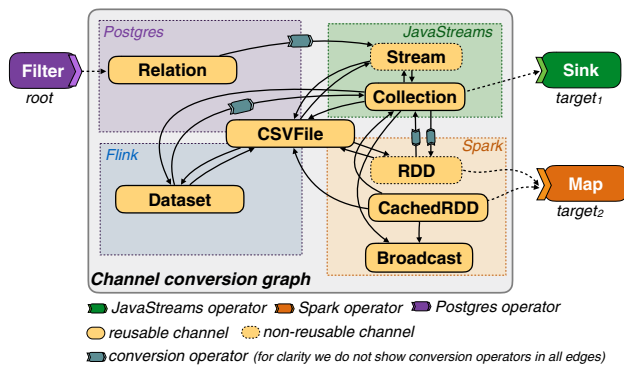 Postgres
JavaStreams
Filter
root
Relation
Stream
Collection
Sink
target1
CSVFile
Flink
Spark
Dataset
RDD
CachedRDD
Broadcast
Map
target2
Channel conversion graph
JavaStreams operator
Spark operator
Postgres operator
reusable channel
non-reusable channel
conversion operator (for clarity we do not show conversion operators in all edges)